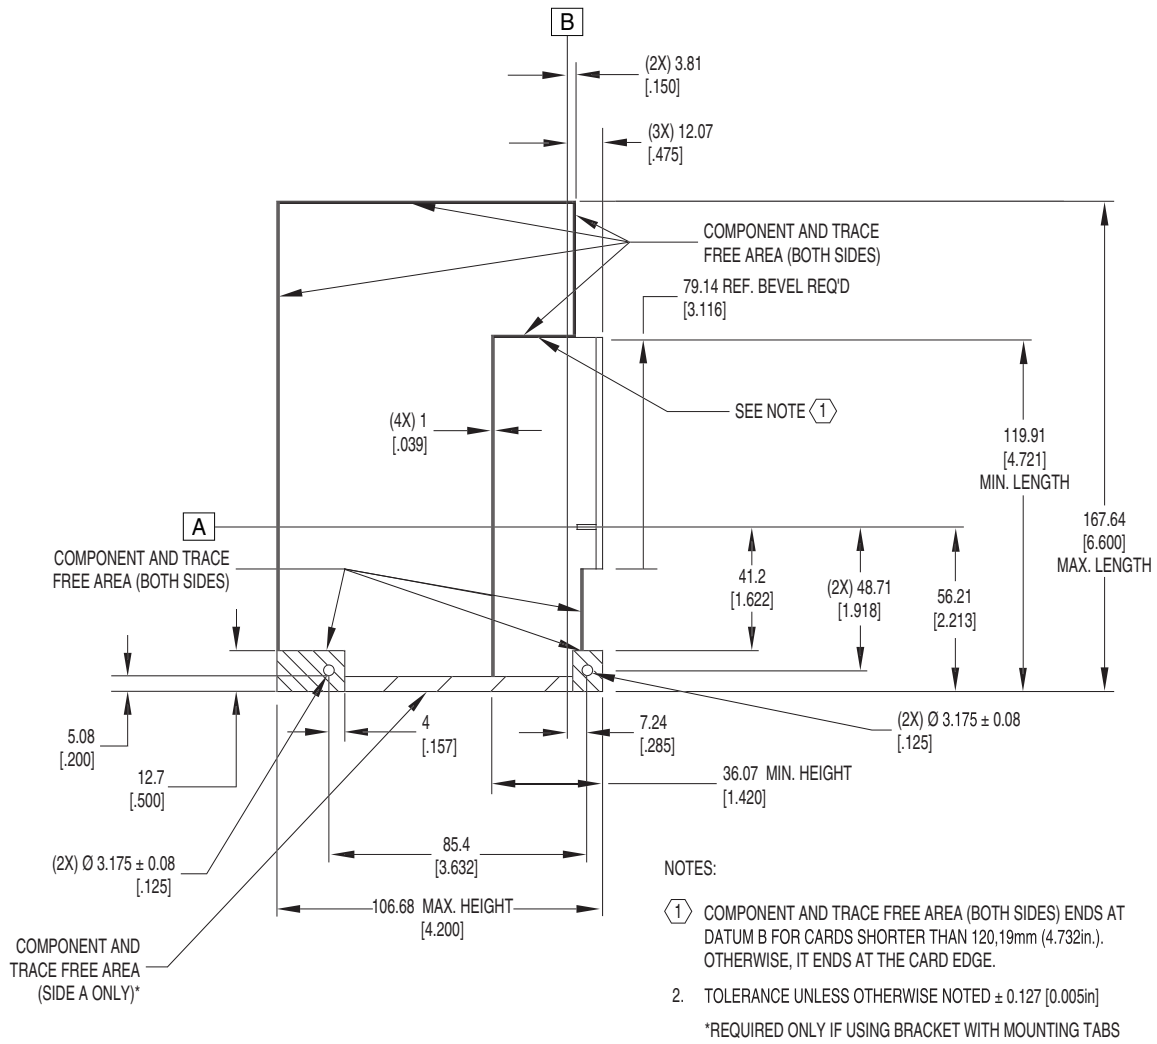 B
(2X) 3.81
[.150]
(3X) 12.07
[.475]
COMPONENT AND TRACE
FREE AREA (BOTH SIDES)
79.14 REF. BEVEL REQ'D
[3.116]
SEE NOTE 1
(4X) 1
[.039]
119.91
[4.721]
MIN. LENGTH
167.64
[6.600]
MAX. LENGTH
A
COMPONENT AND TRACE
FREE AREA (BOTH SIDES)
41.2
[1.622]
(2X) 48.71
[1.918]
56.21
[2.213]
5.08
[.200]
12.7
[.500]
4
[.157]
7.24
[.285]
(2X) Ø 3.175 ± 0.08
[.125]
36.07 MIN. HEIGHT
[1.420]
85.4
[3.632]
(2X) Ø 3.175 ± 0.08
[.125]
106.68 MAX. HEIGHT
[4.200]
COMPONENT AND
TRACE FREE AREA
(SIDE A ONLY)*
NOTES:
1 COMPONENT AND TRACE FREE AREA (BOTH SIDES) ENDS AT
DATUM B FOR CARDS SHORTER THAN 120,19mm (4.732in.).
OTHERWISE, IT ENDS AT THE CARD EDGE.
2. TOLERANCE UNLESS OTHERWISE NOTED ± 0.127 [0.005in]
*REQUIRED ONLY IF USING BRACKET WITH MOUNTING TABS